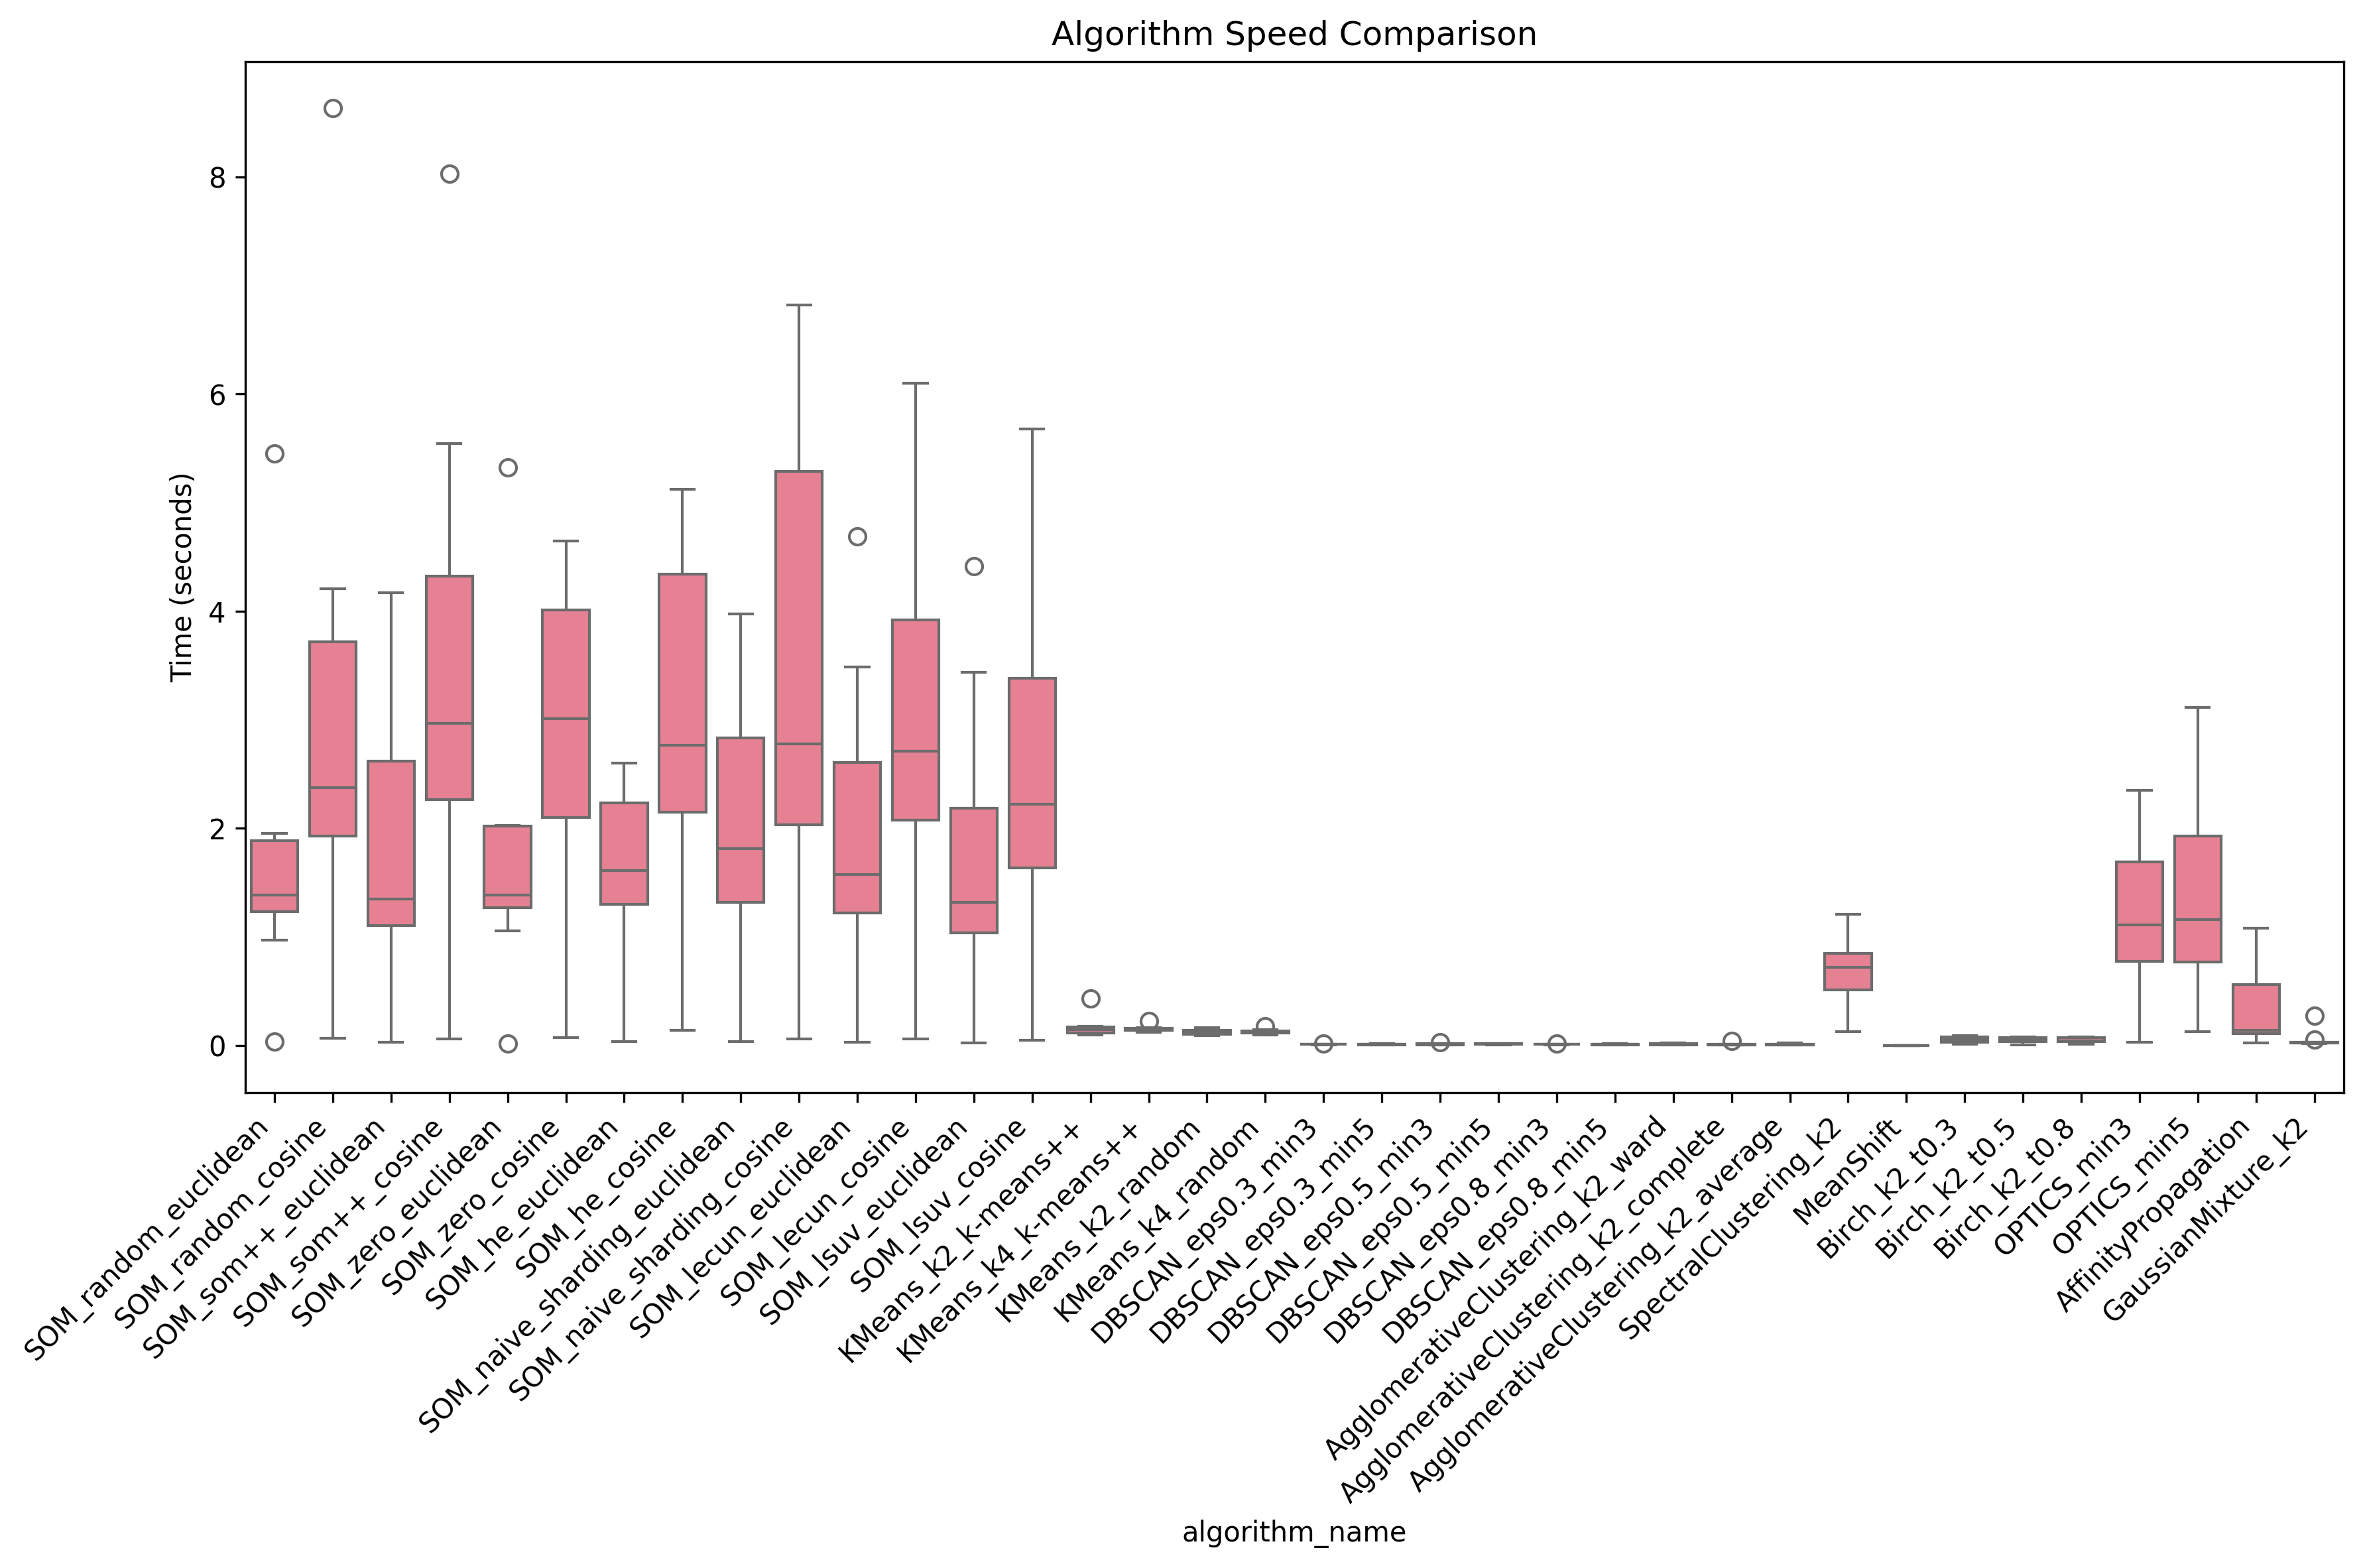 Algorithm Speed Comparison
Time (seconds)
8
6
4
2
0
SOM_random_euclidean
SOM_random_cosine
SOM_som++_euclidean
SOM_som++_cosine
SOM_zero_euclidean
SOM_zero_cosine
SOM_he_euclidean
SOM_he_cosine
SOM_naive_sharding_euclidean
SOM_naive_sharding_cosine
SOM_lecun_euclidean
SOM_lecun_cosine
SOM_lsuv_euclidean
SOM_lsuv_cosine
KMeans_k2_k-means++
KMeans_k4_k-means++
KMeans_k2_random
KMeans_k4_random
DBSCAN_eps0.3_min3
DBSCAN_eps0.3_min5
DBSCAN_eps0.5_min3
DBSCAN_eps0.5_min5
DBSCAN_eps0.8_min3
DBSCAN_eps0.8_min5
AgglomerativeClustering_k2_ward
AgglomerativeClustering_k2_complete
AgglomerativeClustering_k2_average
SpectralClustering_k2
MeanShift
Birch_k2_t0.3
Birch_k2_t0.5
Birch_k2_t0.8
OPTICS_min3
OPTICS_min5
AffinityPropagation
GaussianMixture_k2
algorithm_name